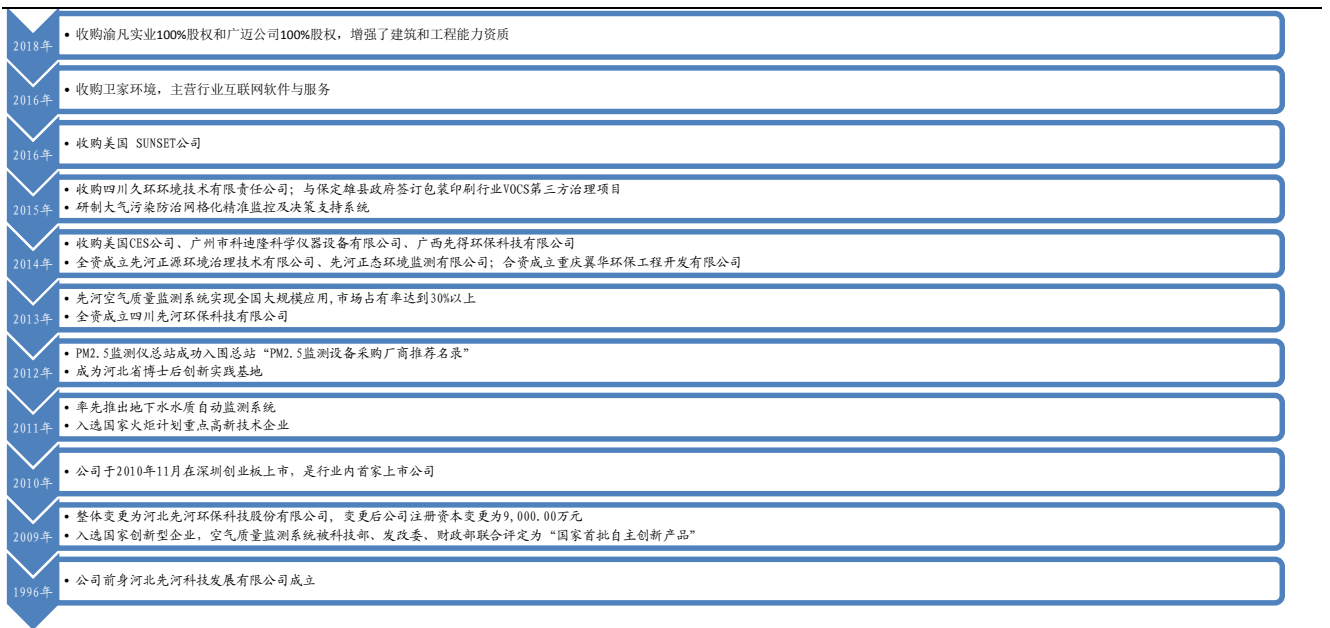 2018年
• 收购渝凡实业100%股权和广迈公司100%股权，增强了建筑和工程能力资质
2016年
• 收购卫家环境，主营行业互联网软件与服务
2016年
• 收购美国 SUNSET公司
2015年
• 收购四川久环环境技术有限责任公司；与保定雄县政府签订包装印刷行业VOCS第三方治理项目
• 研制大气污染防治网格化精准监控及决策支持系统
2014年
• 收购美国CES公司、广州市科迪隆科学仪器设备有限公司、广西先得环保科技有限公司
• 全资成立先河正源环境治理技术有限公司、先河正态环境监测有限公司；合资成立重庆翼华环保工程开发有限公司
2013年
• 先河空气质量监测系统实现全国大规模应用,市场占有率达到30%以上
• 全资成立四川先河环保科技有限公司
2012年
• PM2.5监测仪总站成功入围总站“PM2.5监测设备采购厂商推荐名录”
• 成为河北省博士后创新实践基地
2011年
• 率先推出地下水水质自动监测系统
• 入选国家火炬计划重点高新技术企业
2010年
• 公司于2010年11月在深圳创业板上市，是行业内首家上市公司
2009年
• 整体变更为河北先河环保科技股份有限公司, 变更后公司注册资本变更为9,000.00万元
• 入选国家创新型企业，空气质量监测系统被科技部、发改委、财政部联合评定为“国家首批自主创新产品”
1996年
• 公司前身河北先河科技发展有限公司成立